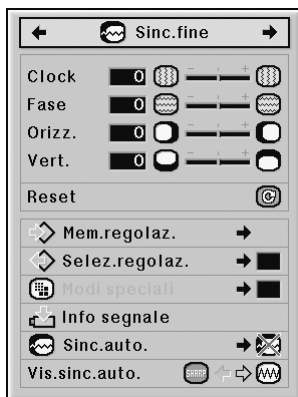 Sinc.fine
Clock 0 - +
Fase 0 - +
Orizz. 0 - +
Vert. 0 - +
Reset
Mem.regolaz.
Selez.regolaz.
Modi speciali
Info segnale
Sinc.auto.
Vis.sinc.auto. SHARP